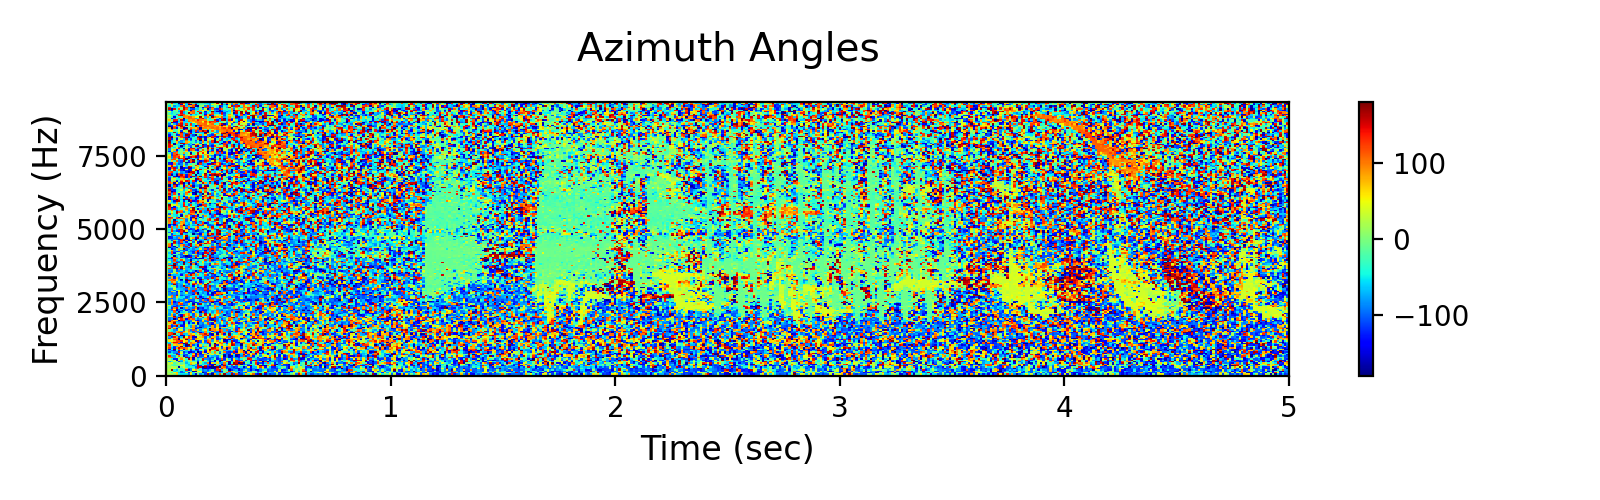 Azimuth Angles
Frequency (Hz)
7500
5000
2500
0
0 1 2 3 4 5
Time (sec)
100
0
−100